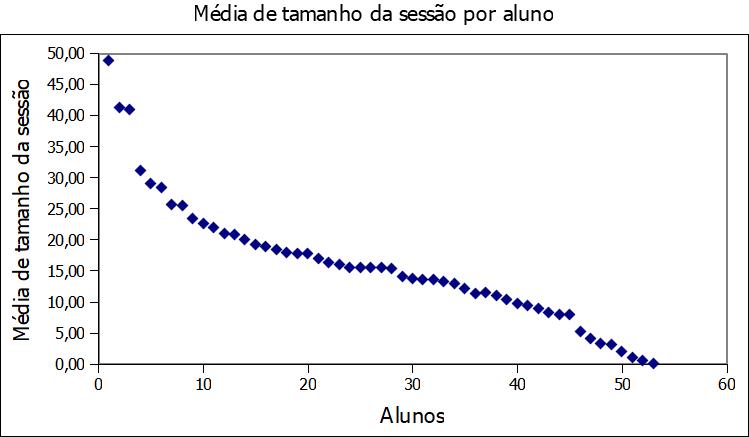 Média de tamanho da sessão por aluno
Média de tamanho da sessão
50,00
45,00
40,00
35,00
30,00
25,00
20,00
15,00
10,00
5,00
0,00
0 10 20 30 40 50 60
Alunos